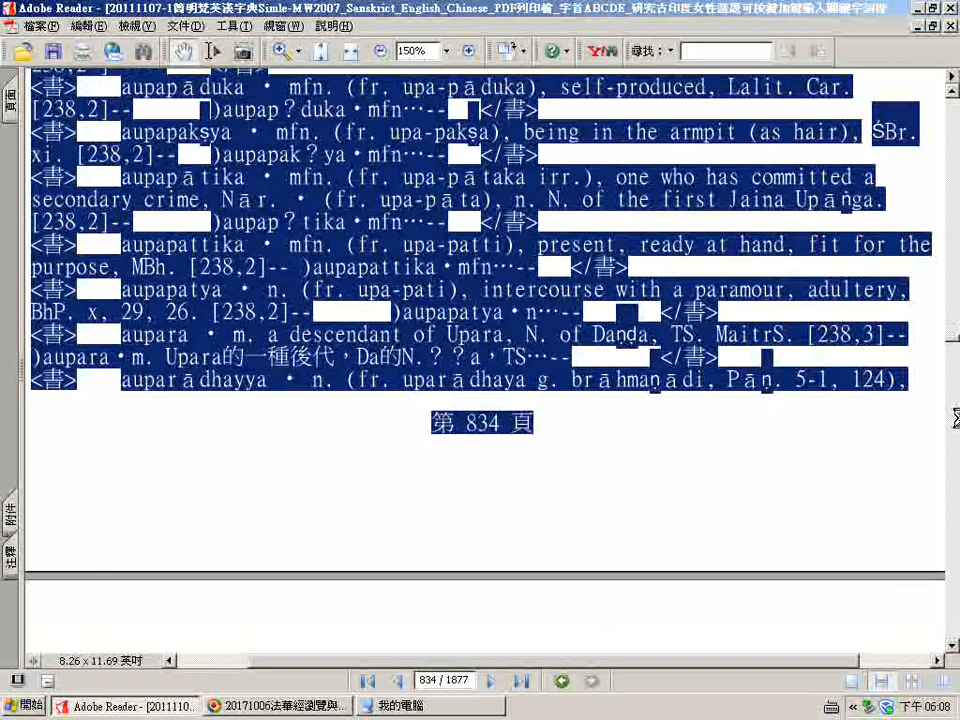 Adobe Reader - [20111107-1簡明梵英漢字典Simle-MW2007_Sanskrict_English_Chinese_PDF列印檔_字首ABCDE_研究古印度女性議題可按鍵加鍵輸入關鍵字詞搜
檔案(F) 編輯(E) 檢視(V) 文件(D) 工具(T) 視窗(W) 說明(H)
150% Y! 尋找：
頁面
<書> aupapāduka • mfn. (fr. upa-pāduka), self-produced, Lalit. Car.
[238,2]-- )aupap？duka•mfn…-- </書>
<書> aupapakṣya • mfn. (fr. upa-pakṣa), being in the armpit (as hair), ŚBr.
xi. [238,2]-- )aupapak？ya•mfn…-- </書>
<書> aupapātika • mfn. (fr. upa-pātaka irr.), one who has committed a
secondary crime, Nār. • (fr. upa-pāta), n. N. of the first Jaina Upāṅga.
[238,2]-- )aupap？tika•mfn…-- </書>
<書> aupapattika • mfn. (fr. upa-patti), present, ready at hand, fit for the
purpose, MBh. [238,2]-- )aupapattika•mfn…-- </書>
<書> aupapatya • n. (fr. upa-pati), intercourse with a paramour, adultery,
BhP. x, 29, 26. [238,2]-- )aupapatya•n…-- </書>
<書> aupara • m. a descendant of Upara, N. of Daṇḍa, TS. MaitrS. [238,3]--
)aupara•m. Upara的一種後代，Da的N.？？a，TS…-- </書>
<書> auparādhayya • n. (fr. uparādhaya g. brāhmaṇādi, Pāṇ. 5-1, 124),
第 834 頁
附件
注釋
8.26 x 11.69 英吋
834 / 1877
開始 Adobe Reader - [201110... 20171006法華經瀏覽與... 我的電腦 下午 06:08